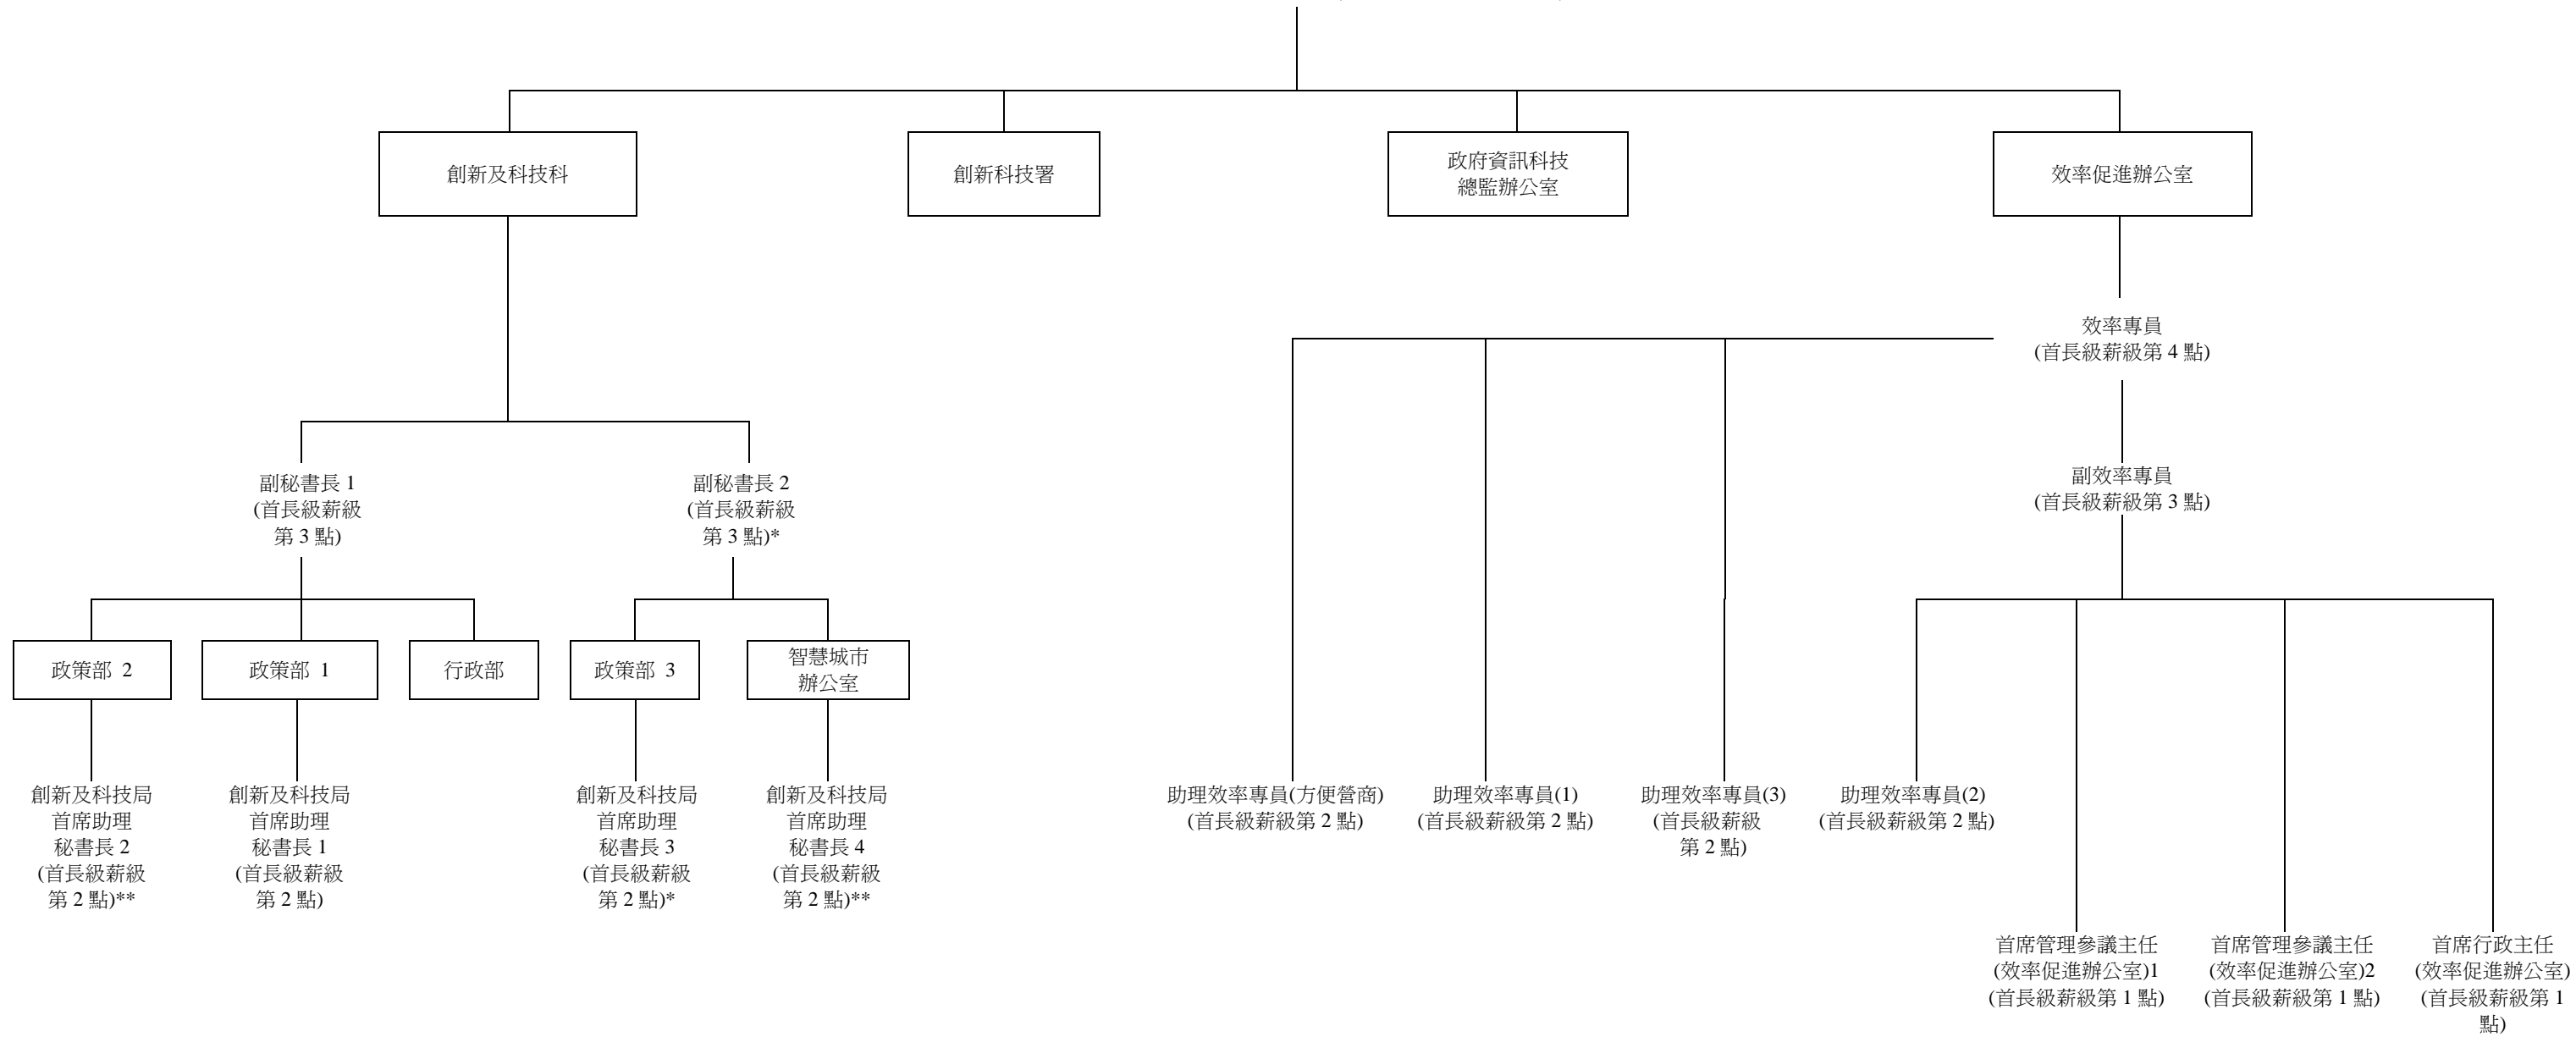 創新及科技科
創新科技署
政府資訊科技
總監辦公室
效率促進辦公室
效率專員
(首長級薪級第 4 點)
副秘書長 1
(首長級薪級
第 3 點)
副秘書長 2
(首長級薪級
第 3 點)*
副效率專員
(首長級薪級第 3 點)
政策部 2
政策部 1
行政部
政策部 3
智慧城市
辦公室
創新及科技局
首席助理
秘書長 2
(首長級薪級
第 2 點)**
創新及科技局
首席助理
秘書長 1
(首長級薪級
第 2 點)
創新及科技局
首席助理
秘書長 3
(首長級薪級
第 2 點)*
創新及科技局
首席助理
秘書長 4
(首長級薪級
第 2 點)**
助理效率專員(方便營商)
(首長級薪級第 2 點)
助理效率專員(1)
(首長級薪級第 2 點)
助理效率專員(3)
(首長級薪級
第 2 點)
助理效率專員(2)
(首長級薪級第 2 點)
首席管理參議主任
(效率促進辦公室)1
(首長級薪級第 1 點)
首席管理參議主任
(效率促進辦公室)2
(首長級薪級第 1 點)
首席行政主任
(效率促進辦公室)
(首長級薪級第 1
點)